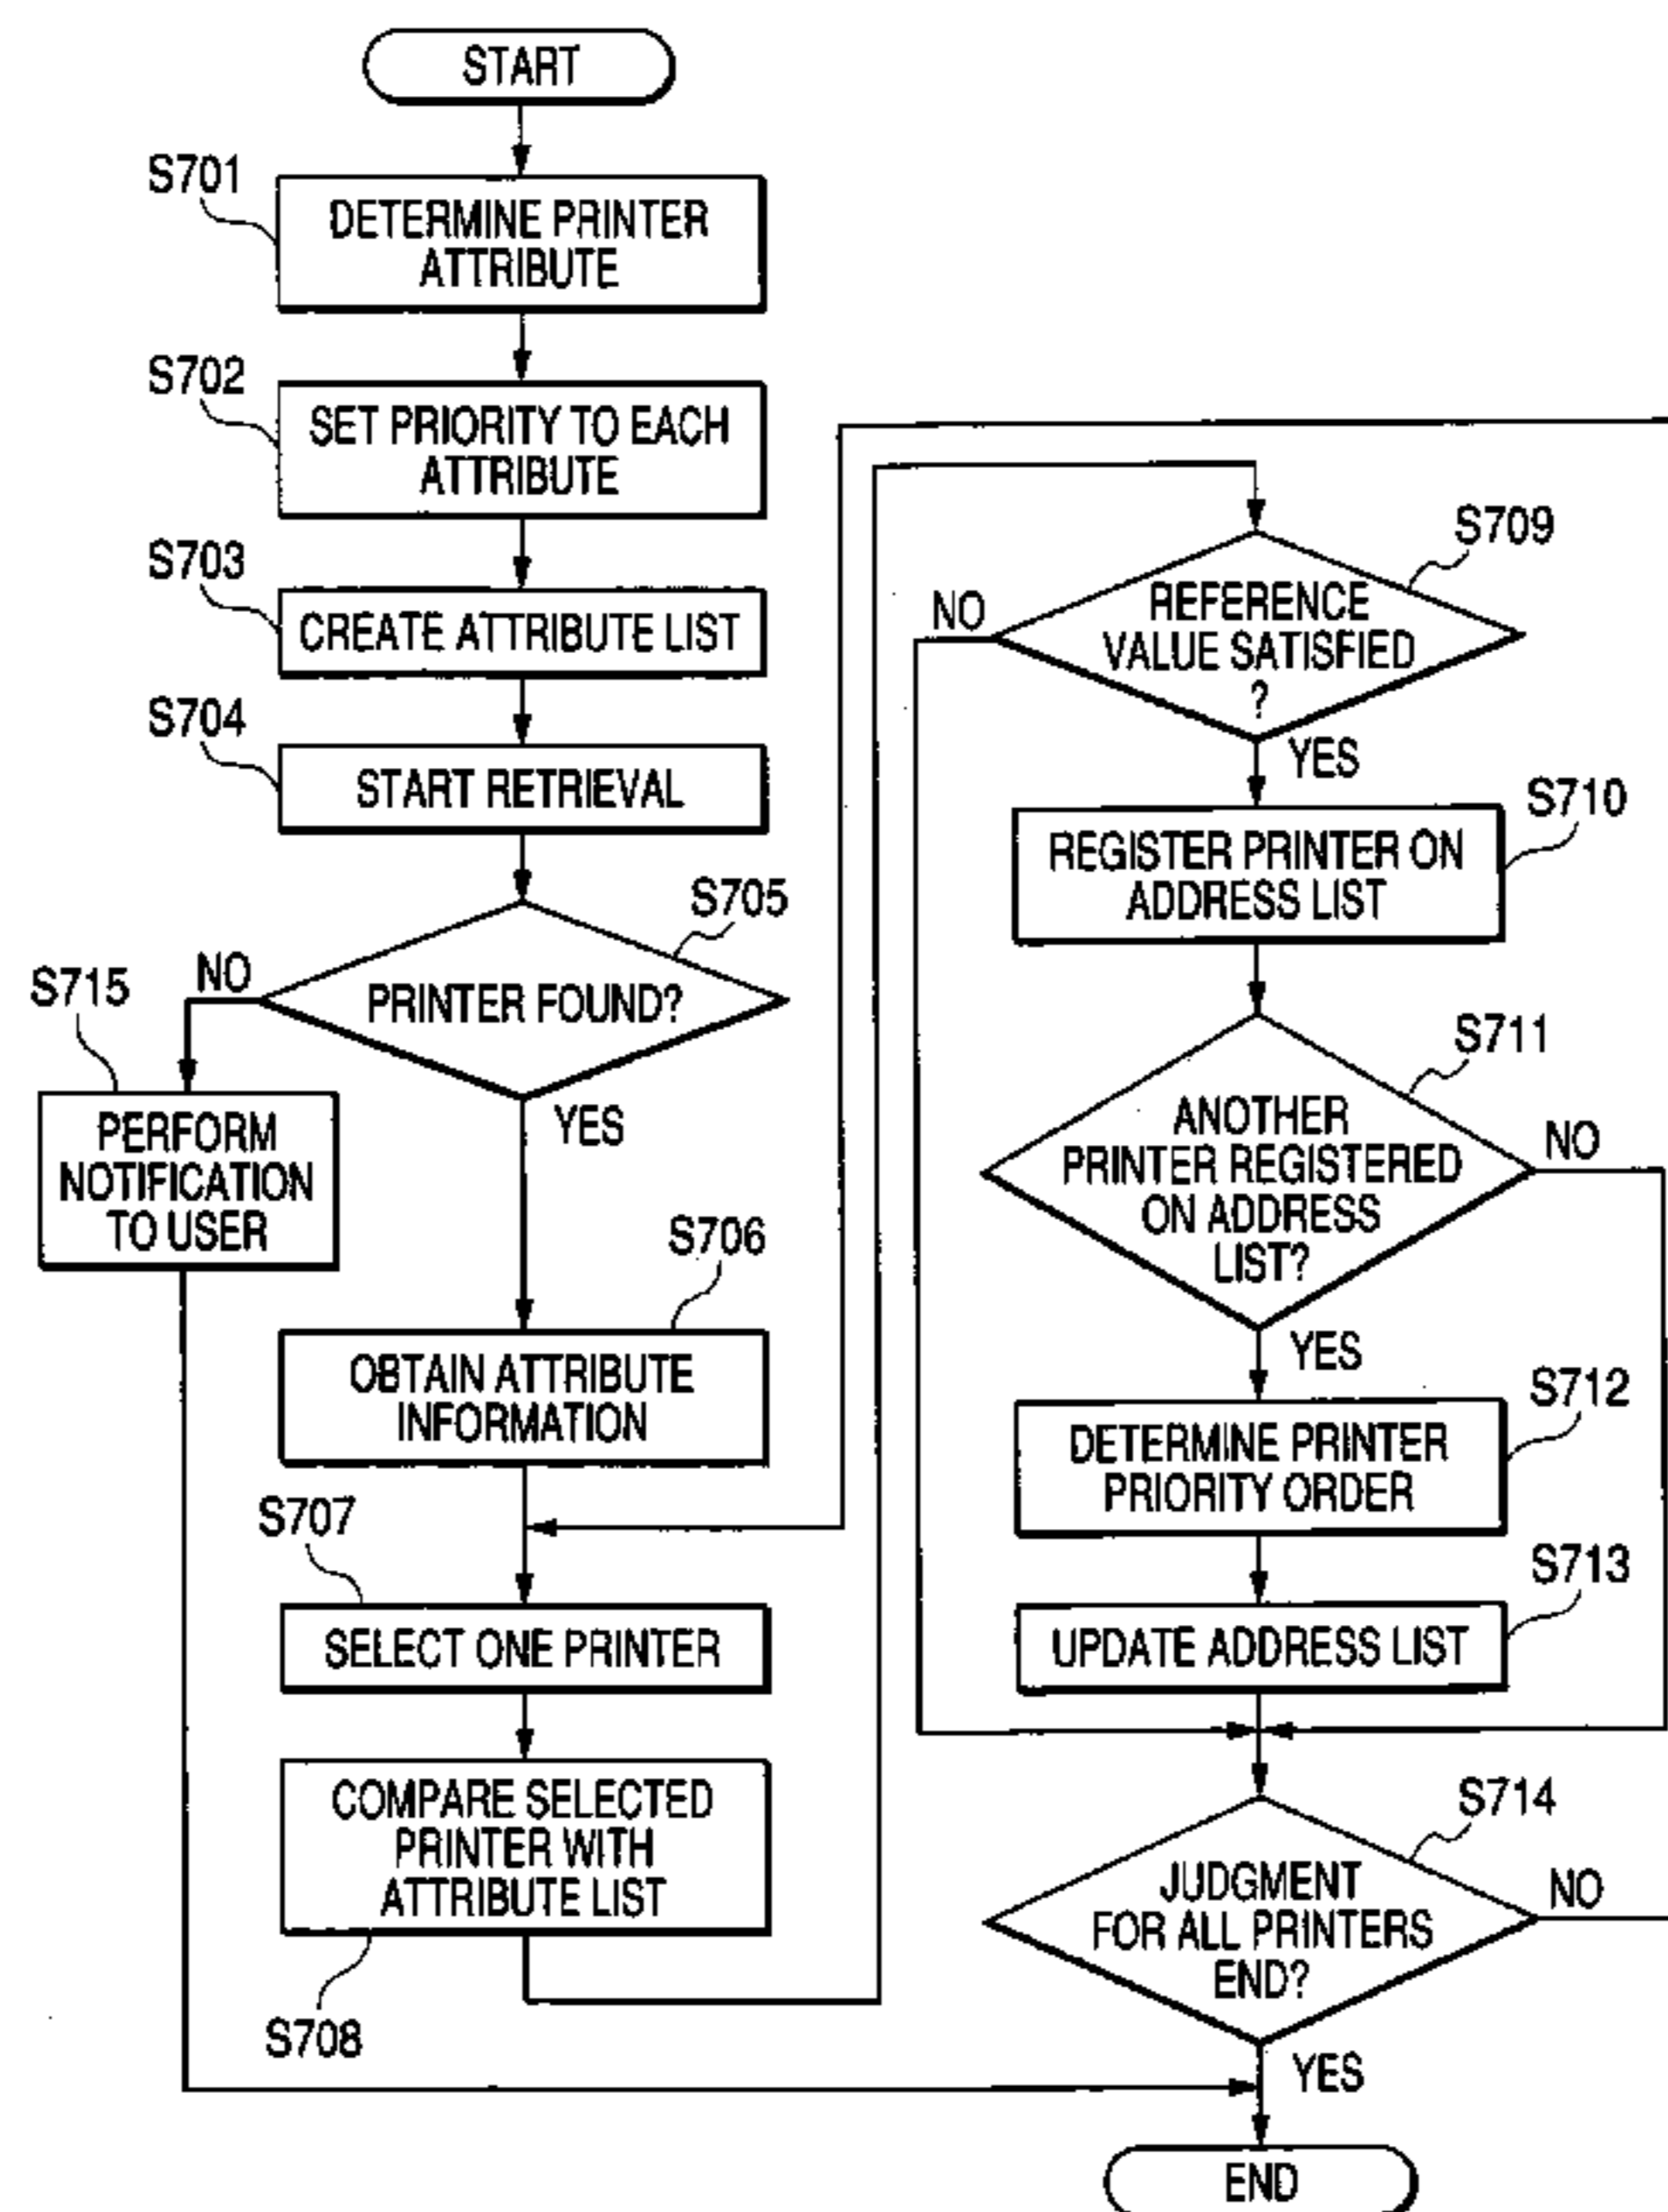 START
S701
DETERMINE PRINTER
ATTRIBUTE
S702
SET PRIORITY TO EACH
ATTRIBUTE
S703
CREATE ATTRIBUTE LIST
S704
START RETRIEVAL
S705
PRINTER FOUND?
NO
YES
S715
PERFORM
NOTIFICATION
TO USER
S706
OBTAIN ATTRIBUTE
INFORMATION
S707
SELECT ONE PRINTER
COMPARE SELECTED
PRINTER WITH
ATTRIBUTE LIST
S708
S709
REFERENCE
VALUE SATISFIED
?
NO
YES
S710
REGISTER PRINTER ON
ADDRESS LIST
S711
ANOTHER
PRINTER REGISTERED
ON ADDRESS
LIST?
NO
YES
S712
DETERMINE PRINTER
PRIORITY ORDER
S713
UPDATE ADDRESS LIST
S714
JUDGMENT
FOR ALL PRINTERS
END?
NO
YES
END